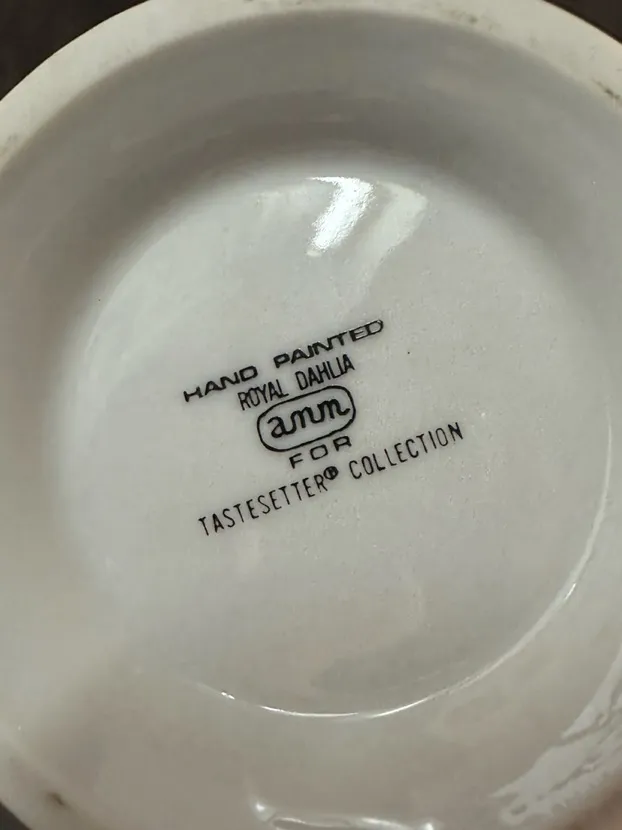 HAND PAINTED
ROYAL DAHLIA
amm
FOR
TASTESETTER® COLLECTION